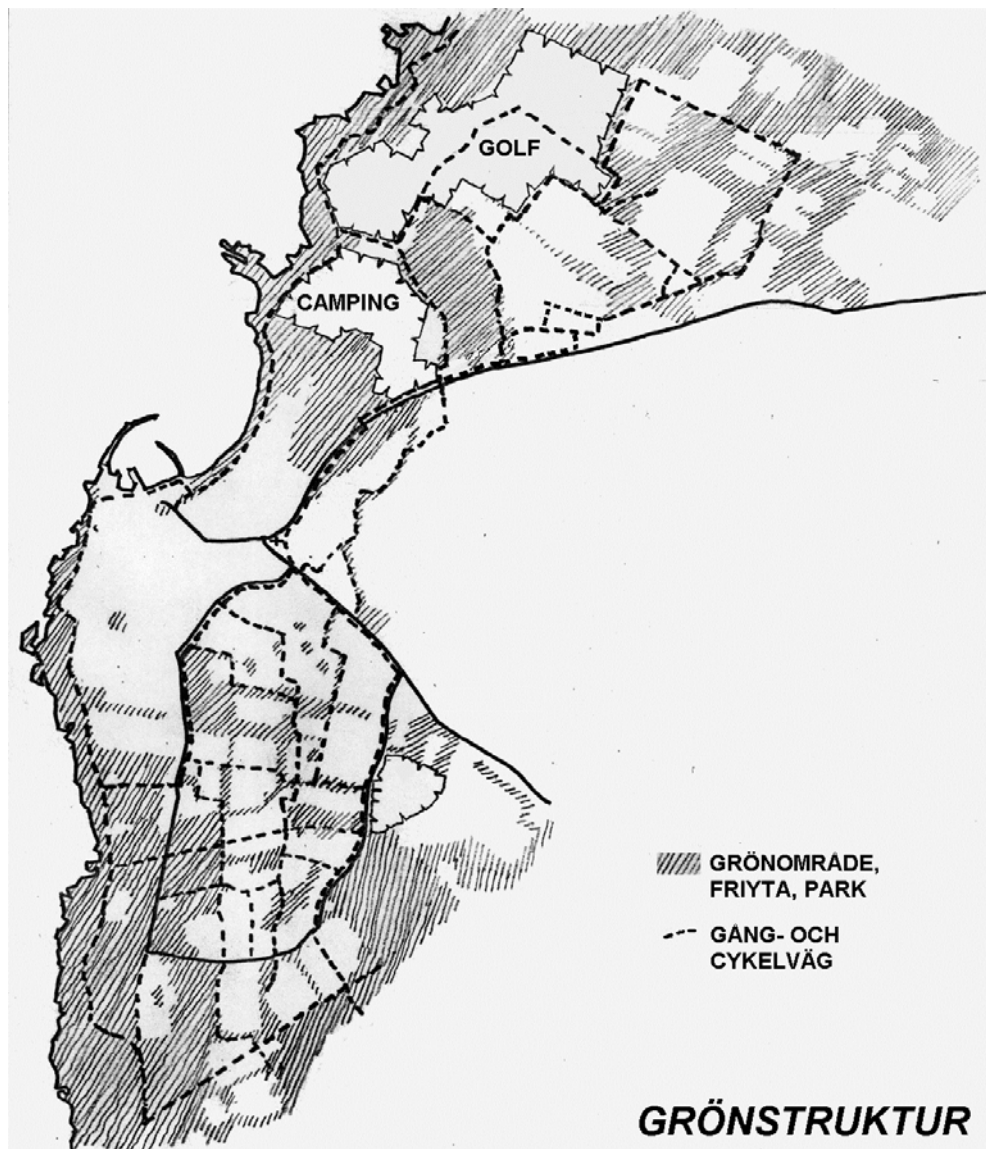 GOLF
CAMPING
GRÖNOMRÅDE,
FRIYTA, PARK
GÅNG- OCH
CYKELVÄG
GRÖNSTRUKTUR